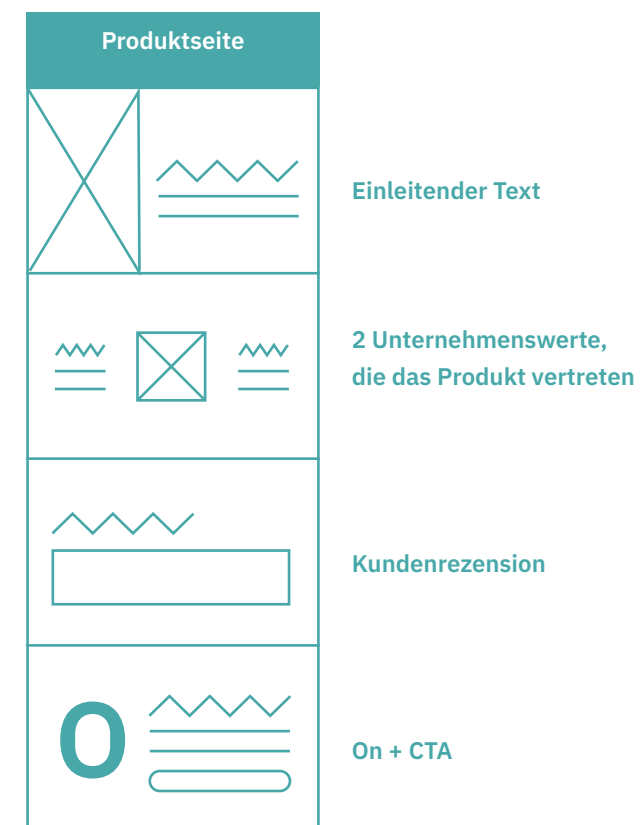 Produktseite
Einleitender Text
2 Unternehmenswerte,
die das Produkt vertreten
Kundenrezension
O
On + CTA